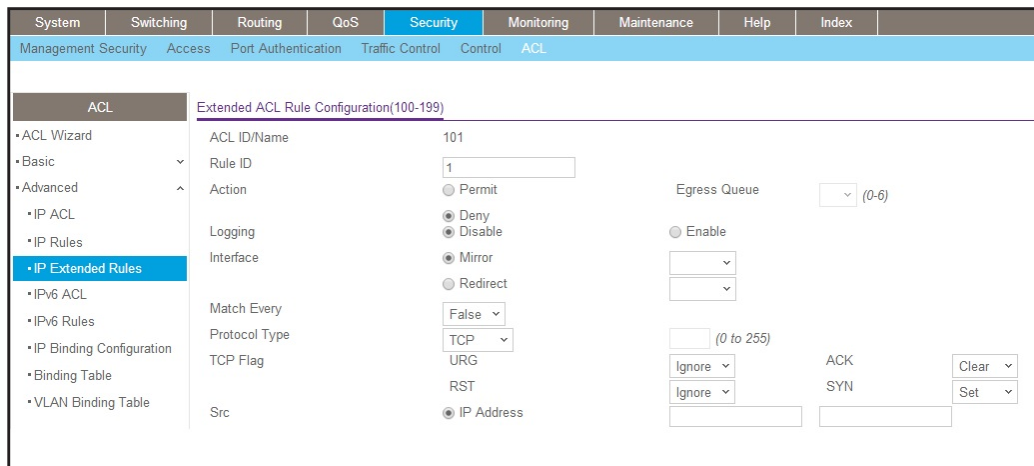 System Switching Routing QoS Security Monitoring Maintenance Help Index
Management Security Access Port Authentication Traffic Control Control ACL
ACL
ACL Wizard
Basic
Advanced
IP ACL
IP Rules
IP Extended Rules
IPv6 ACL
IPv6 Rules
IP Binding Configuration
Binding Table
VLAN Binding Table
Extended ACL Rule Configuration(100-199)
ACL ID/Name 101
Rule ID 1
Action Permit Egress Queue (0-6)
Deny
Logging Disable Enable
Interface Mirror
Redirect
Match Every False
Protocol Type TCP (0 to 255)
TCP Flag URG Ignore ACK Clear
RST Ignore SYN Set
Src IP Address